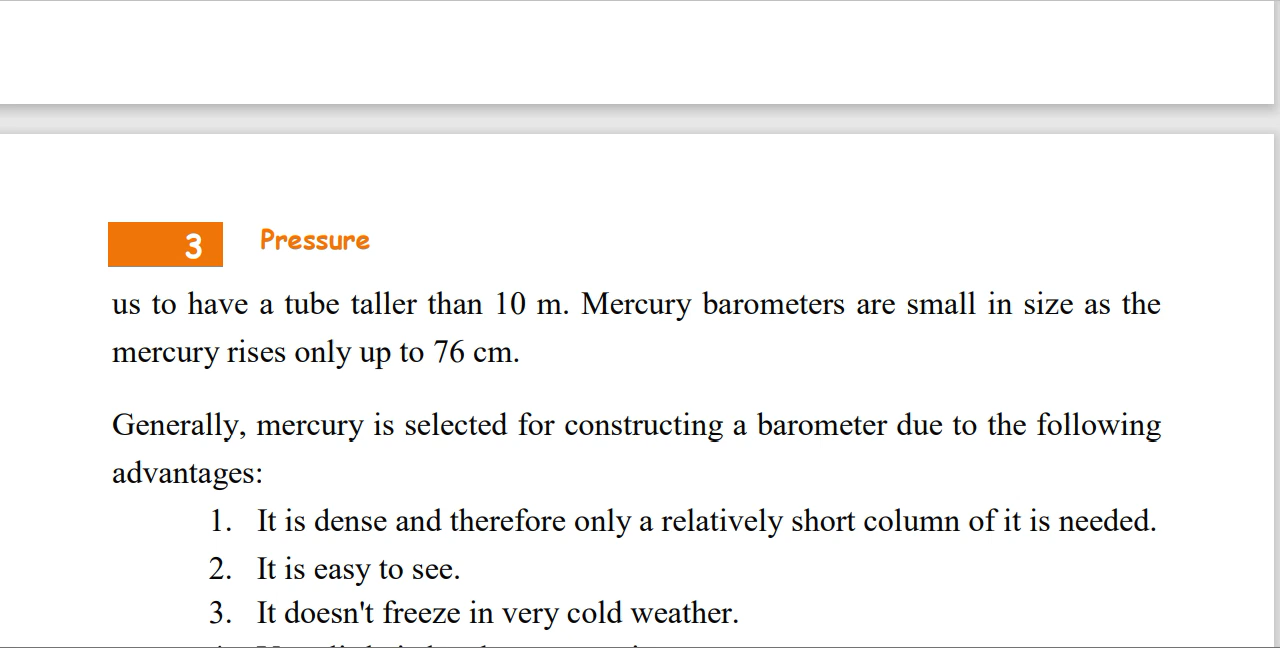 3 Pressure
us to have a tube taller than 10 m. Mercury barometers are small in size as the
mercury rises only up to 76 cm.
Generally, mercury is selected for constructing a barometer due to the following
advantages:
1. It is dense and therefore only a relatively short column of it is needed.
2. It is easy to see.
3. It doesn't freeze in very cold weather.